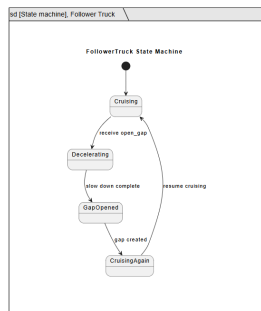 sd [State machine], Follower Truck
FollowerTruck State Machine
Cruising
receive open_gap
Decelerating
slow down complete
resume cruising
GapOpened
gap created
CruisingAgain